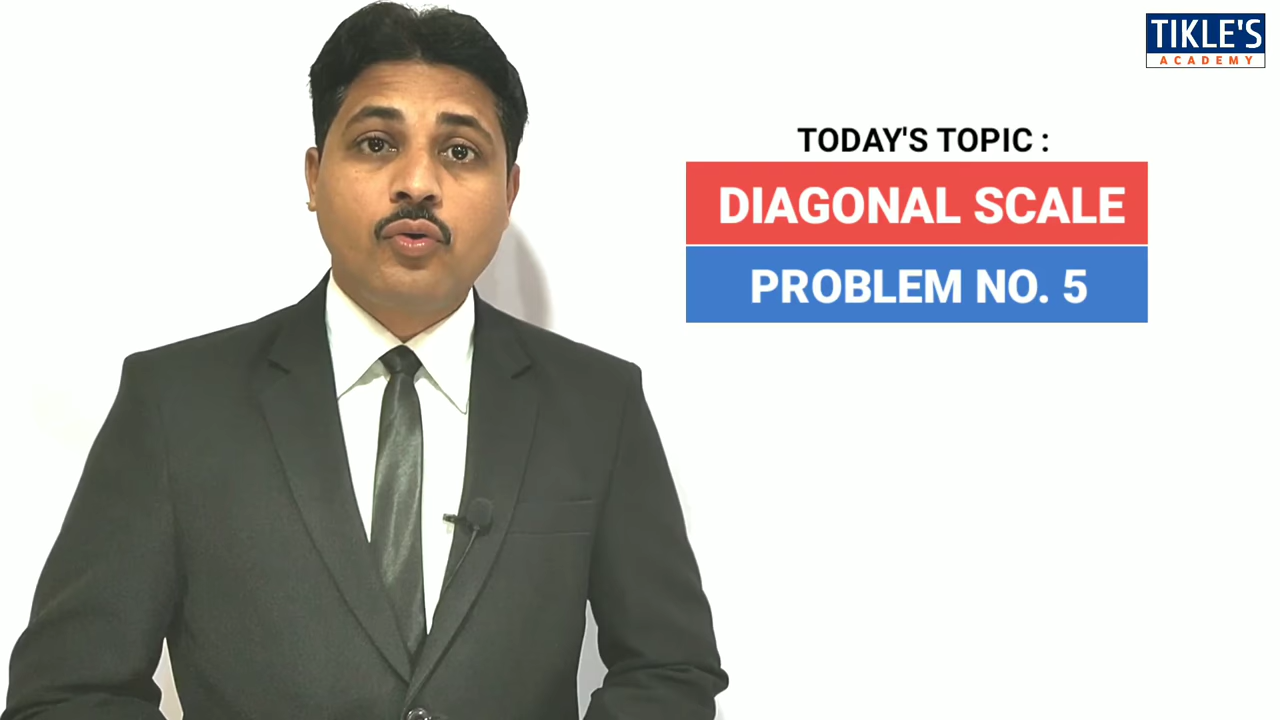 TIKLE'S
ACADEMY
TODAY'S TOPIC :
DIAGONAL SCALE
PROBLEM NO. 5